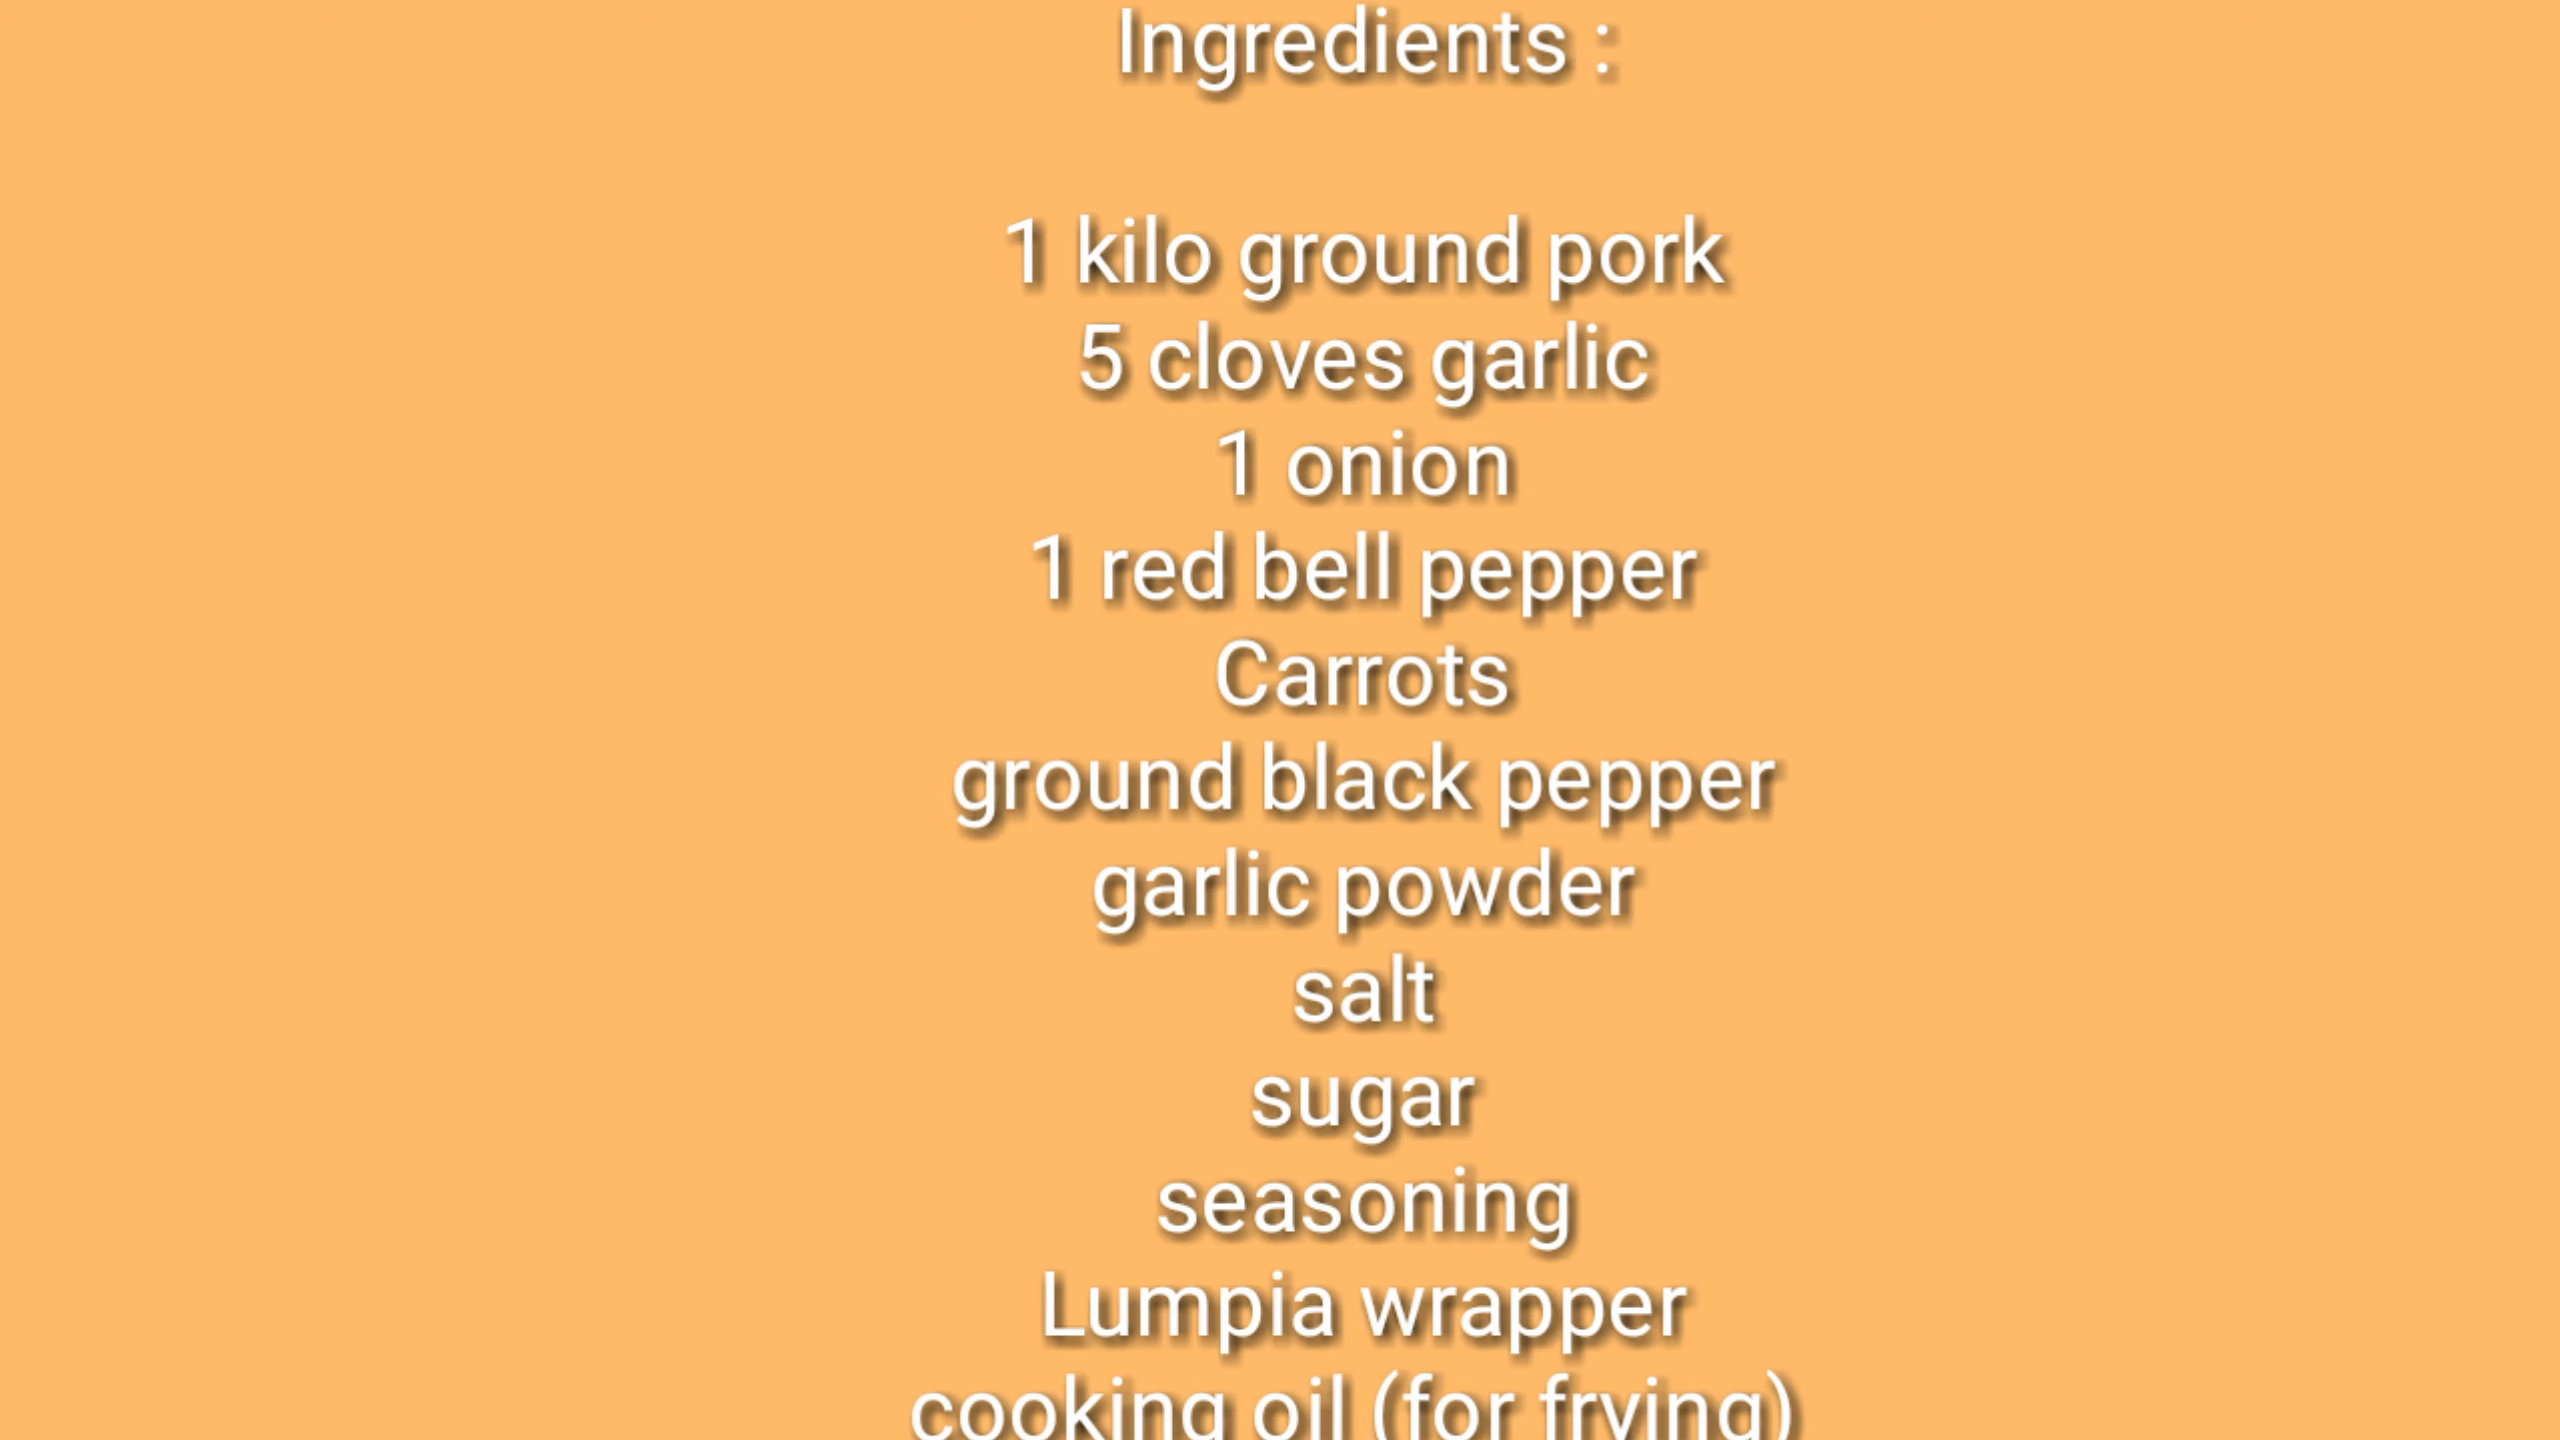 Ingredients :
1 kilo ground pork
5 cloves garlic
1 onion
1 red bell pepper
Carrots
ground black pepper
garlic powder
salt
sugar
seasoning
Lumpia wrapper
cooking oil (for frying)